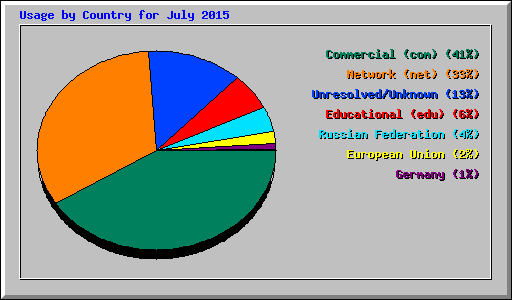 Usage by Country for July 2015
Commercial (com) (41%)
Network (net) (33%)
Unresolved/Unknown (13%)
Educational (edu) (6%)
Russian Federation (4%)
European Union (2%)
Germany (1%)